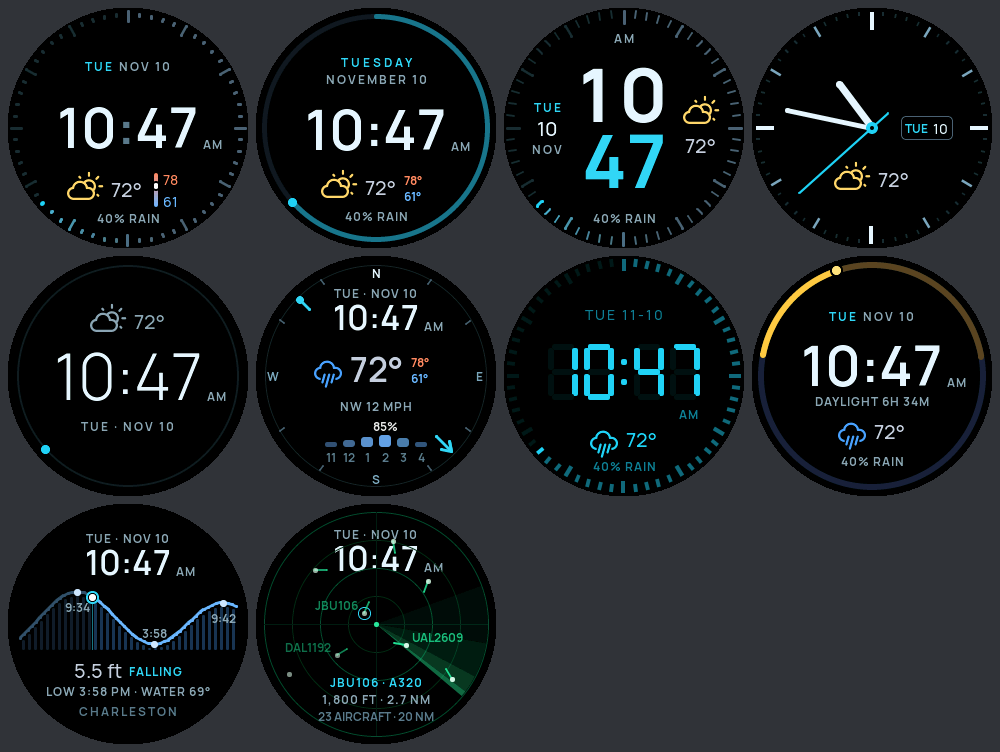 TUE NOV 10
10:47 AM
72°
78
61
40% RAIN
TUESDAY
NOVEMBER 10
10:47 AM
72°
78°
61°
40% RAIN
AM
10
47
TUE
10
NOV
72°
40% RAIN
TUE 10
72°
72°
10:47 AM
TUE · NOV 10
N
TUE · NOV 10
10:47 AM
W
E
72°
78°
61°
NW 12 MPH
85%
11 12 1 2 3 4
S
TUE 11-10
10:47
AM
72°
40% RAIN
TUE NOV 10
10:47 AM
DAYLIGHT 6H 34M
72°
40% RAIN
TUE · NOV 10
10:47 AM
9:34
3:58
9:42
5.5 ft FALLING
LOW 3:58 PM · WATER 69°
CHARLESTON
TUE · NOV 10
10:47 AM
JBU106
UAL2609
DAL1192
JBU106 · A320
1,800 FT · 2.7 NM
23 AIRCRAFT · 20 NM